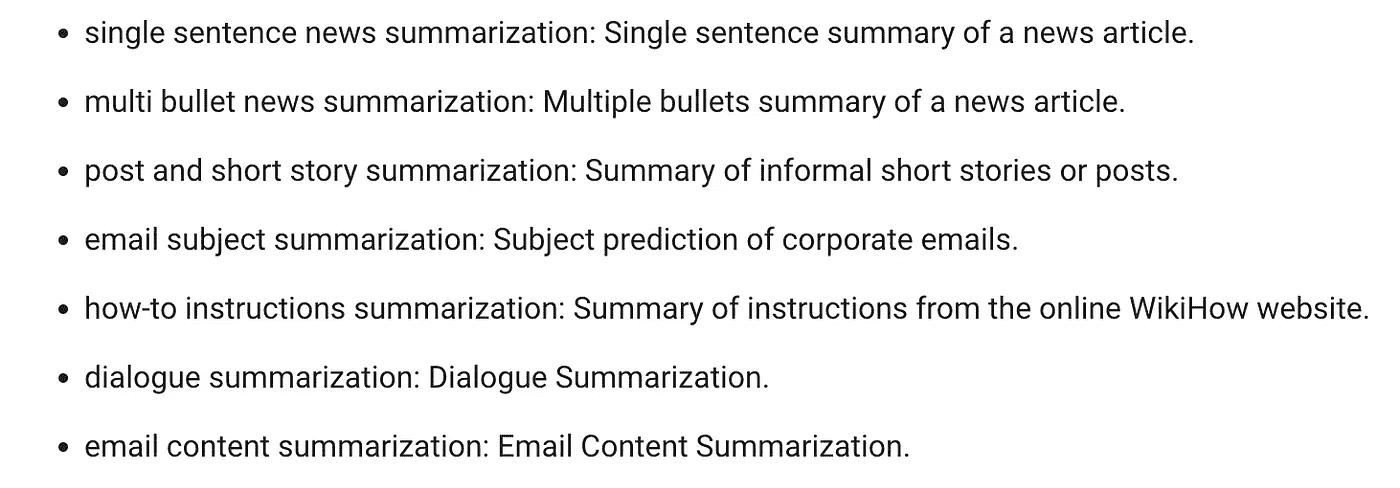 • single sentence news summarization: Single sentence summary of a news article.
• multi bullet news summarization: Multiple bullets summary of a news article.
• post and short story summarization: Summary of informal short stories or posts.
• email subject summarization: Subject prediction of corporate emails.
• how-to instructions summarization: Summary of instructions from the online WikiHow website.
• dialogue summarization: Dialogue Summarization.
• email content summarization: Email Content Summarization.